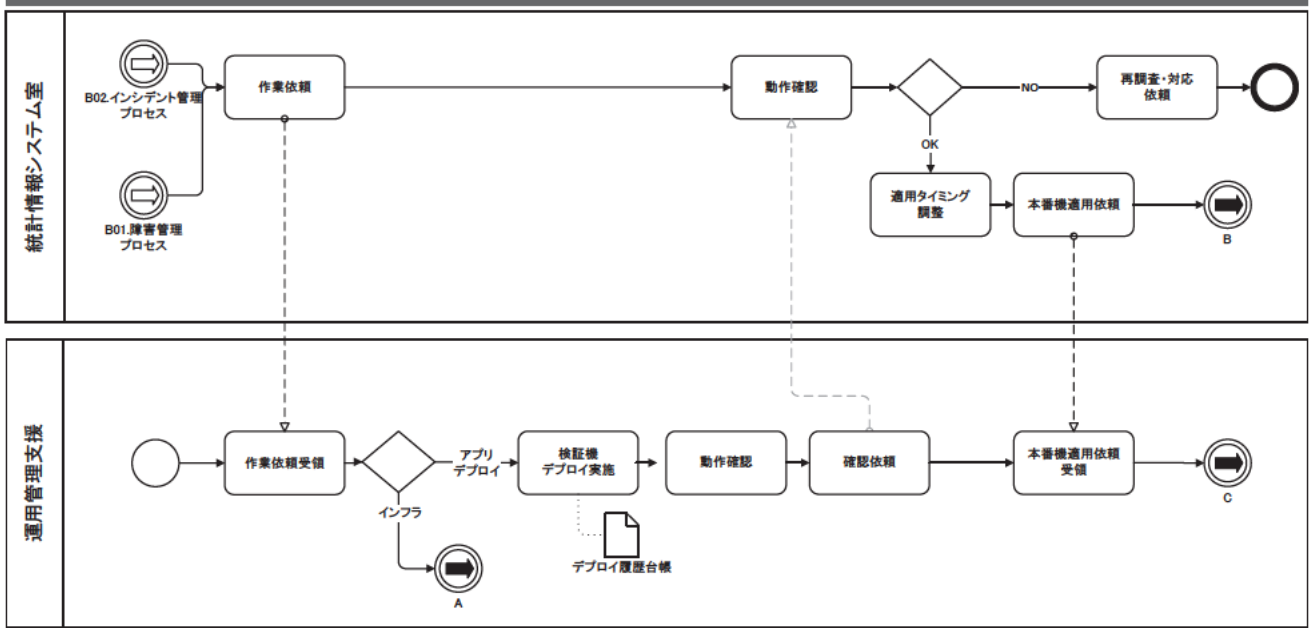 統計情報システム室
B02.インシデント管理
プロセス
B01.障害管理
プロセス
作業依頼
動作確認
NO
OK
再調査・対応
依頼
適用タイミング
調整
本番機適用依頼
B
運用管理支援
作業依頼受領
アプリ
デプロイ
インフラ
A
検証機
デプロイ実施
デプロイ履歴台帳
動作確認
確認依頼
本番機適用依頼
受領
C